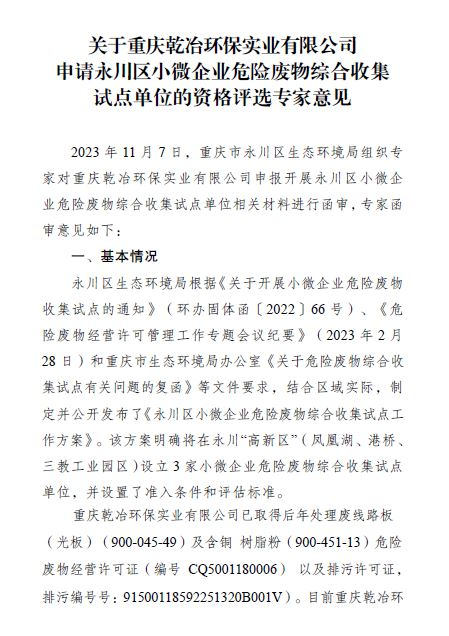 关于重庆乾冶环保实业有限公司
申请永川区小微企业危险废物综合收集
试点单位的资格评选专家意见
2023 年 11 月 7 日，重庆市永川区生态环境局组织专
家对重庆乾冶环保实业有限公司申报开展永川区小微企
业危险废物综合收集试点单位相关材料进行函审，专家函
审意见如下：
一、基本情况
永川区生态环境局根据《关于开展小微企业危险废物
收集试点的通知》（环办固体函〔2022〕66 号）、《危
险废物经营许可管理工作专题会议纪要》（2023 年 2 月
28 日）和重庆市生态环境局办公室《关于危险废物综合收
集试点有关问题的复函》等文件要求，结合区域实际，制
定并公开发布了《永川区小微企业危险废物综合收集试点工
作方案》。该方案明确将在永川“高新区”（凤凰湖、港桥、
三教工业园区）设立 3 家小微企业危险废物综合收集试点
单位，并设置了准入条件和评估标准。
重庆乾冶环保实业有限公司已取得后年处理废线路板
（光板）（900-045-49）及含铜 树脂粉（900-451-13）危险
废物经营许可证（编号 CQ5001180006） 以及排污许可证，
排污编号号：91500118592251320B001V）。目前重庆乾冶环